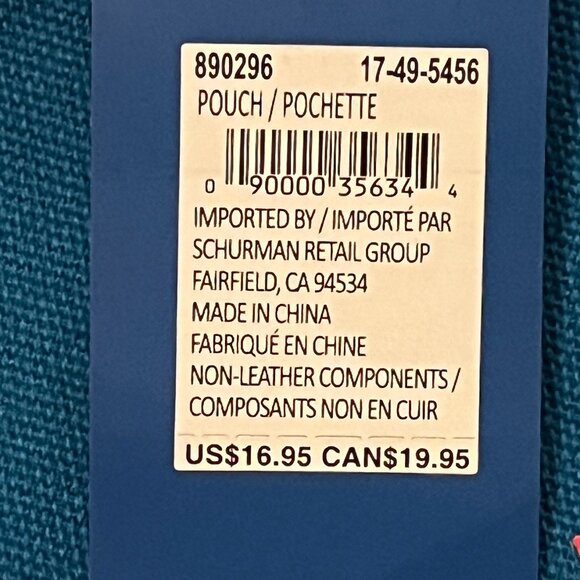 890296 17-49-5456
POUCH / POCHETTE
0 90000 35634 4
IMPORTED BY / IMPORTÉ PAR
SCHURMAN RETAIL GROUP
FAIRFIELD, CA 94534
MADE IN CHINA
FABRIQUÉ EN CHINE
NON-LEATHER COMPONENTS /
COMPOSANTS NON EN CUIR
US$16.95 CAN$19.95